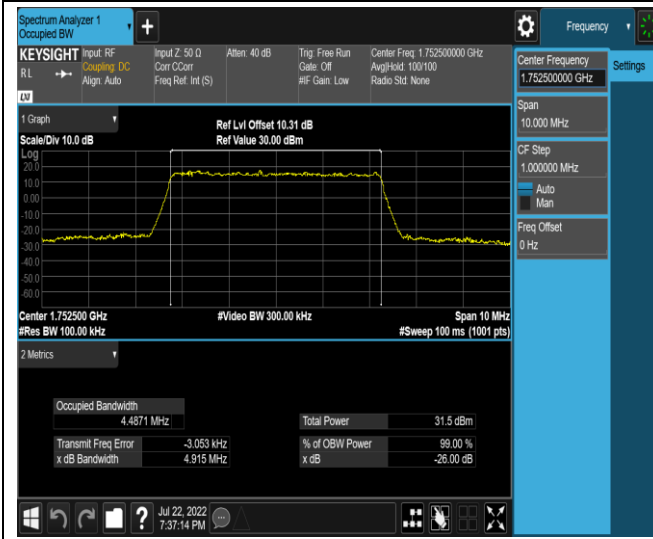 Spectrum Analyzer 1
Occupied BW
Frequency
KEYSIGHT Input: RF Input Z: 50 Ω Atten: 40 dB Trig: Free Run Center Freq: 1.752500000 GHz
RL Coupling: DC Corr CCorr Gate: Off Avg|Hold: 100/100
Align: Auto Freq Ref: Int (S) #IF Gain: Low Radio Std: None
Center Frequency
1.752500000 GHz
Settings
Span
10.000 MHz
CF Step
1.000000 MHz
Auto
Man
Freq Offset
0 Hz
1 Graph
Scale/Div 10.0 dB
Ref Lvl Offset 10.31 dB
Ref Value 30.00 dBm
Log
20.0
10.0
0.00
-10.0
-20.0
-30.0
-40.0
-50.0
-60.0
Center 1.752500 GHz #Video BW 300.00 kHz Span 10 MHz
#Res BW 100.00 kHz #Sweep 100 ms (1001 pts)
2 Metrics
Occupied Bandwidth
4.4871 MHz Total Power 31.5 dBm
Transmit Freq Error -3.053 kHz % of OBW Power 99.00 %
x dB Bandwidth 4.915 MHz x dB -26.00 dB
?
Jul 22, 2022
7:37:14 PM